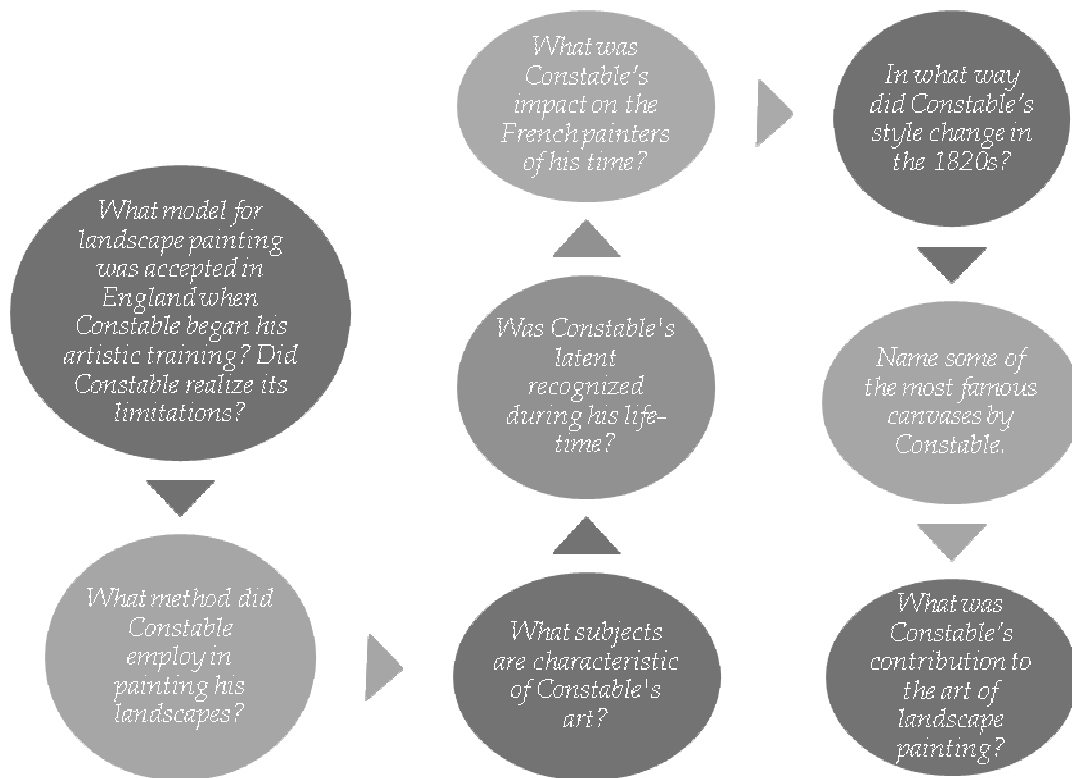 What model for
landscape painting
was accepted in
England when
Constable began his
artistic training? Did
Constable realize its
limitations?
What method did
Constable
employ in
painting his
landscapes?
What subjects
are characteristic
of Constable's
art?
Was Constable's
latent
recognized
during his life-
time?
What was
Constable's
impact on the
French painters
of his time?
In what way
did Constable's
style change in
the 1820s?
Name some of
the most famous
canvases by
Constable.
What was
Constable's
contribution to
the art of
landscape
painting?